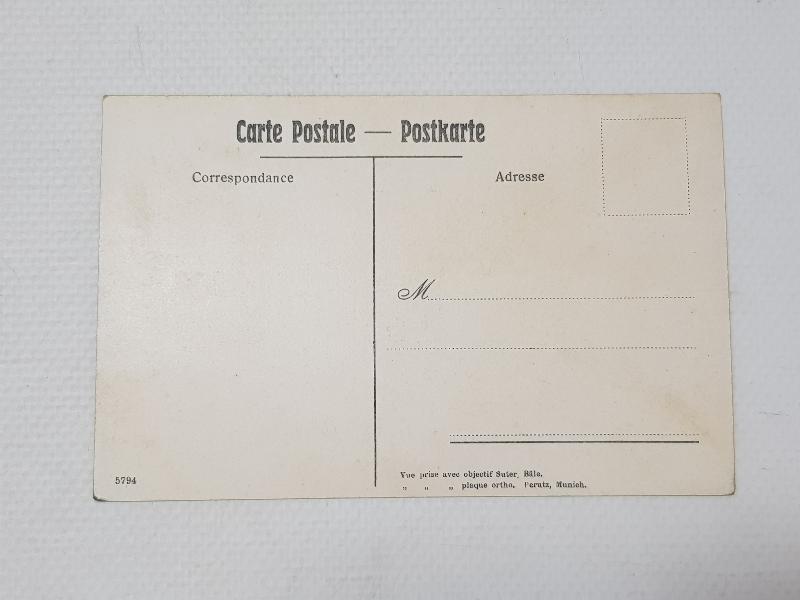 Carte Postale — Postkarte
Correspondance
Adresse
M
Vue prise avec objectif Suter, Bâle.
„ „ „ plaque ortho. Perutz, Munich.
5794